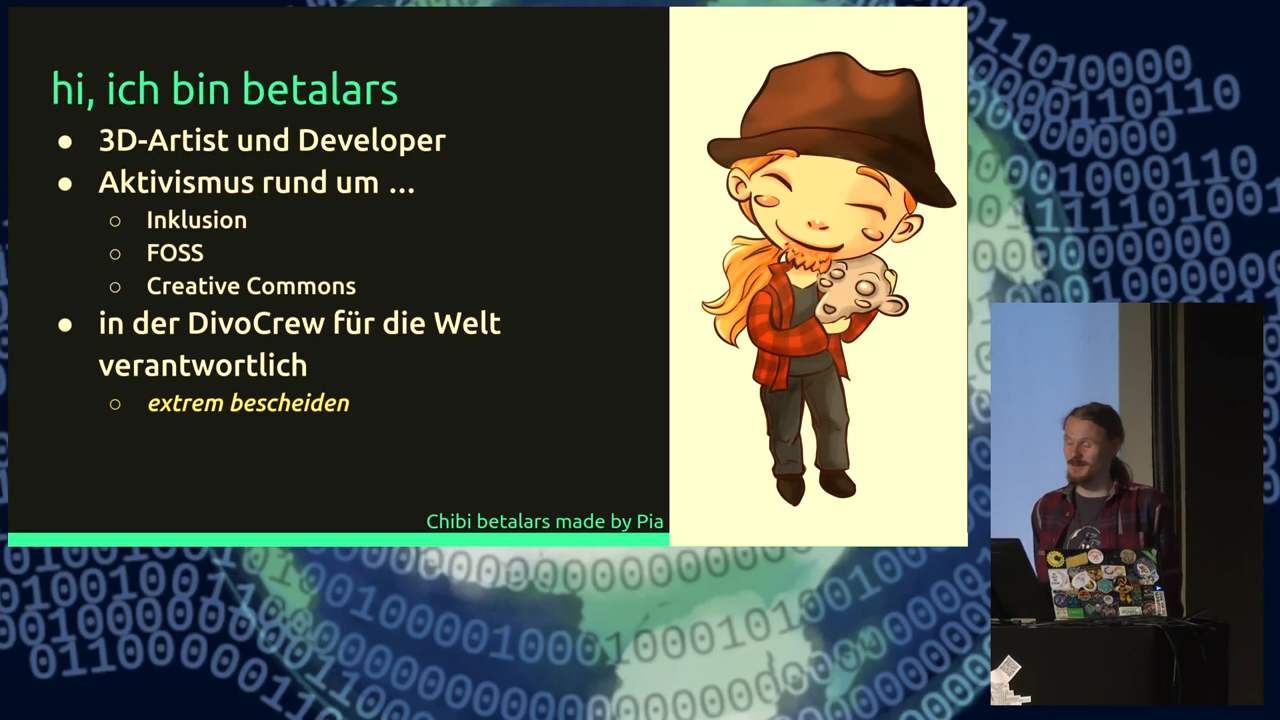 hi, ich bin betalars
● 3D-Artist und Developer
● Aktivismus rund um ...
○ Inklusion
○ FOSS
○ Creative Commons
● in der DivoCrew für die Welt
verantwortlich
○ extrem bescheiden
Chibi betalars made by Pia